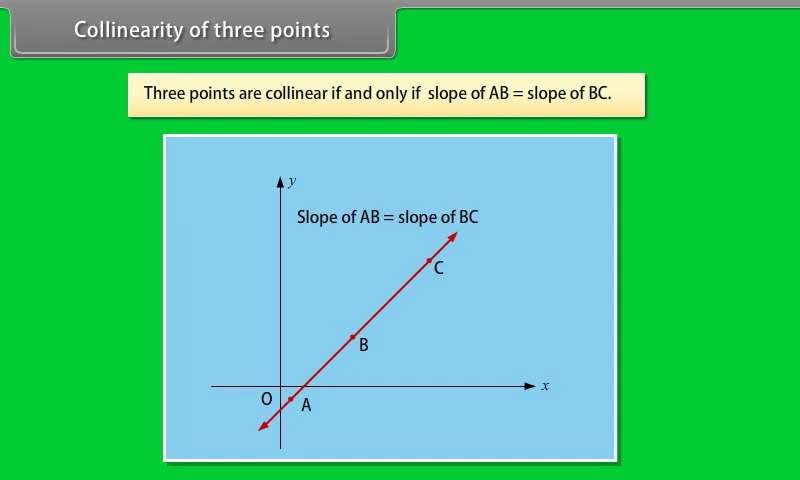 Collinearity of three points
Three points are collinear if and only if slope of AB = slope of BC.
y
Slope of AB = slope of BC
C
B
x
O
A